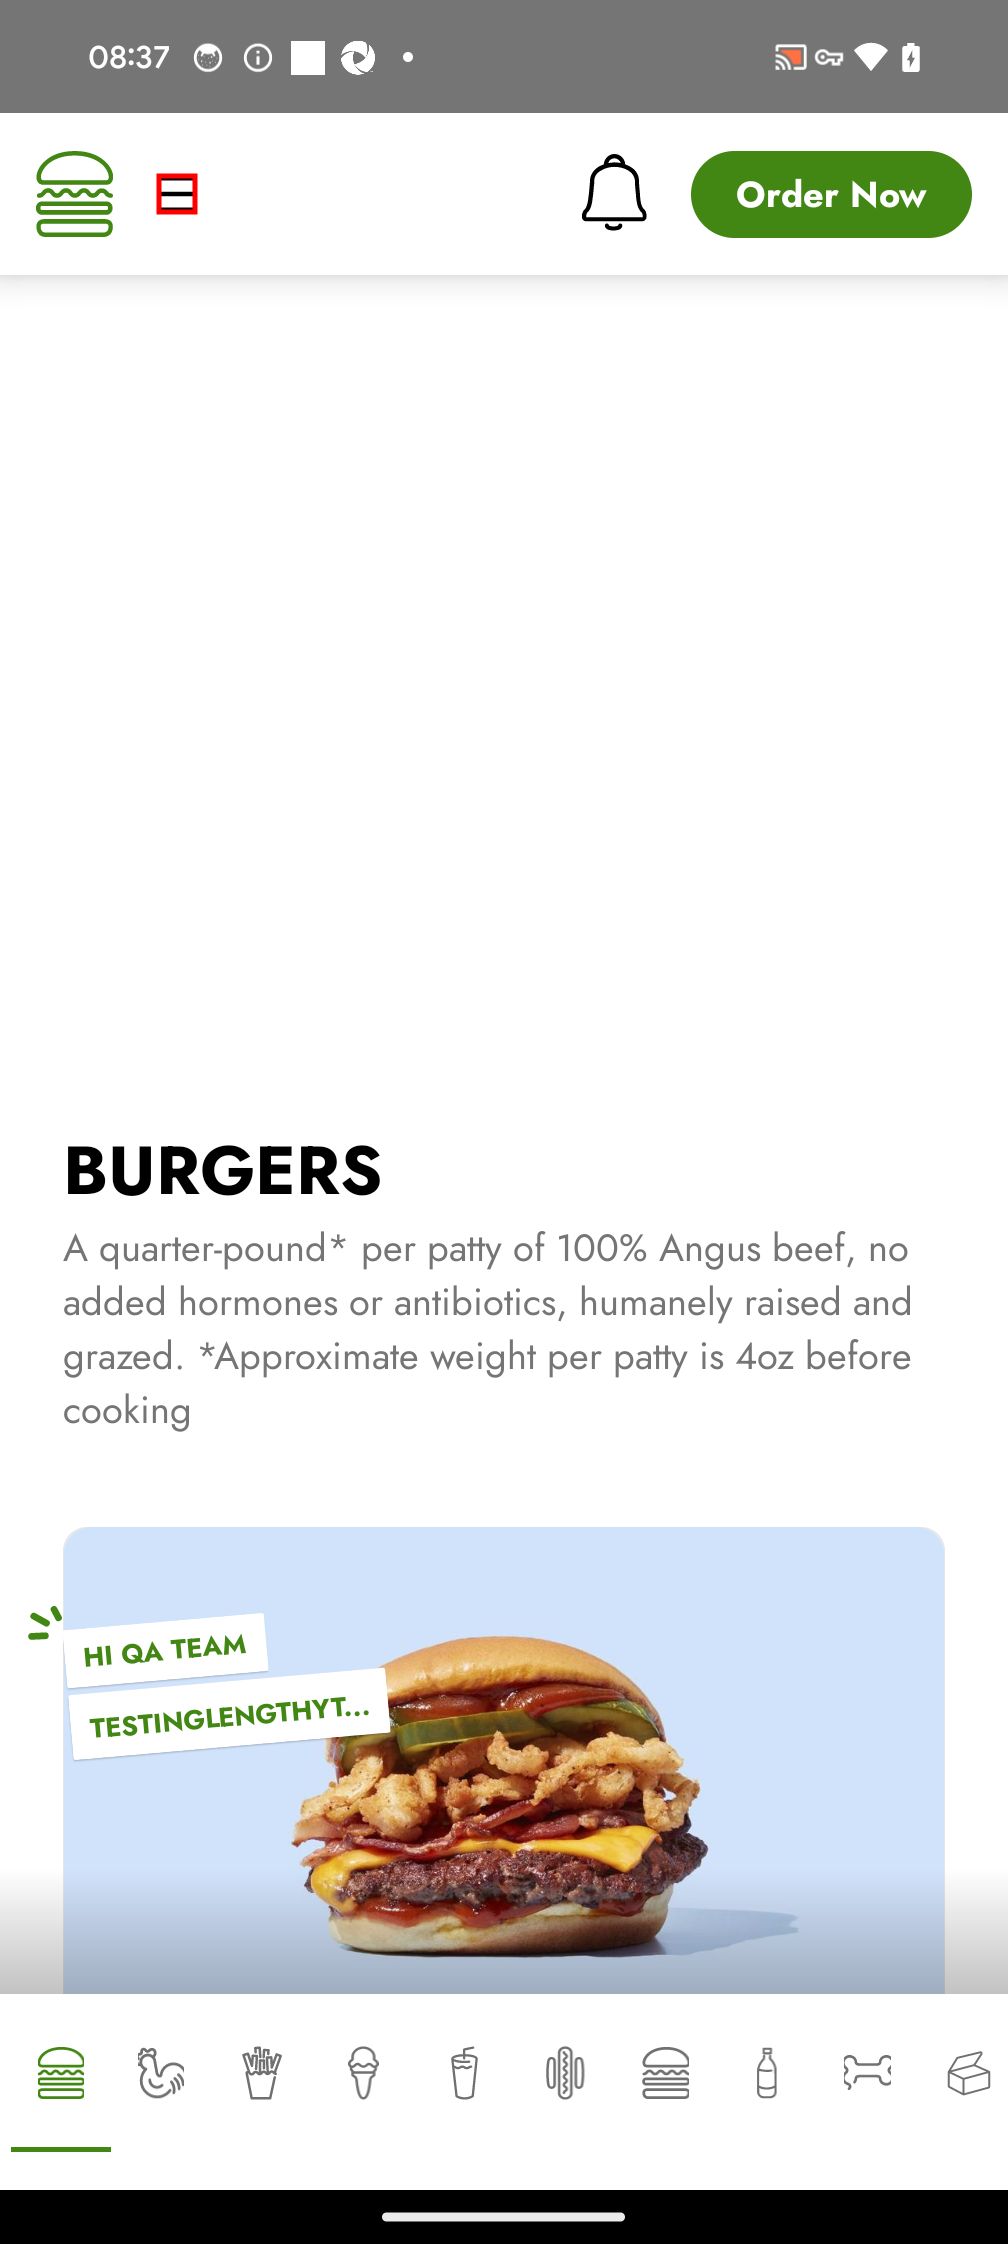 08:37
Order Now
BURGERS
A quarter-pound* per patty of 100% Angus beef, no
added hormones or antibiotics, humanely raised and
grazed. *Approximate weight per patty is 4oz before
cooking
HI QA TEAM
TESTINGLENGTHYT...